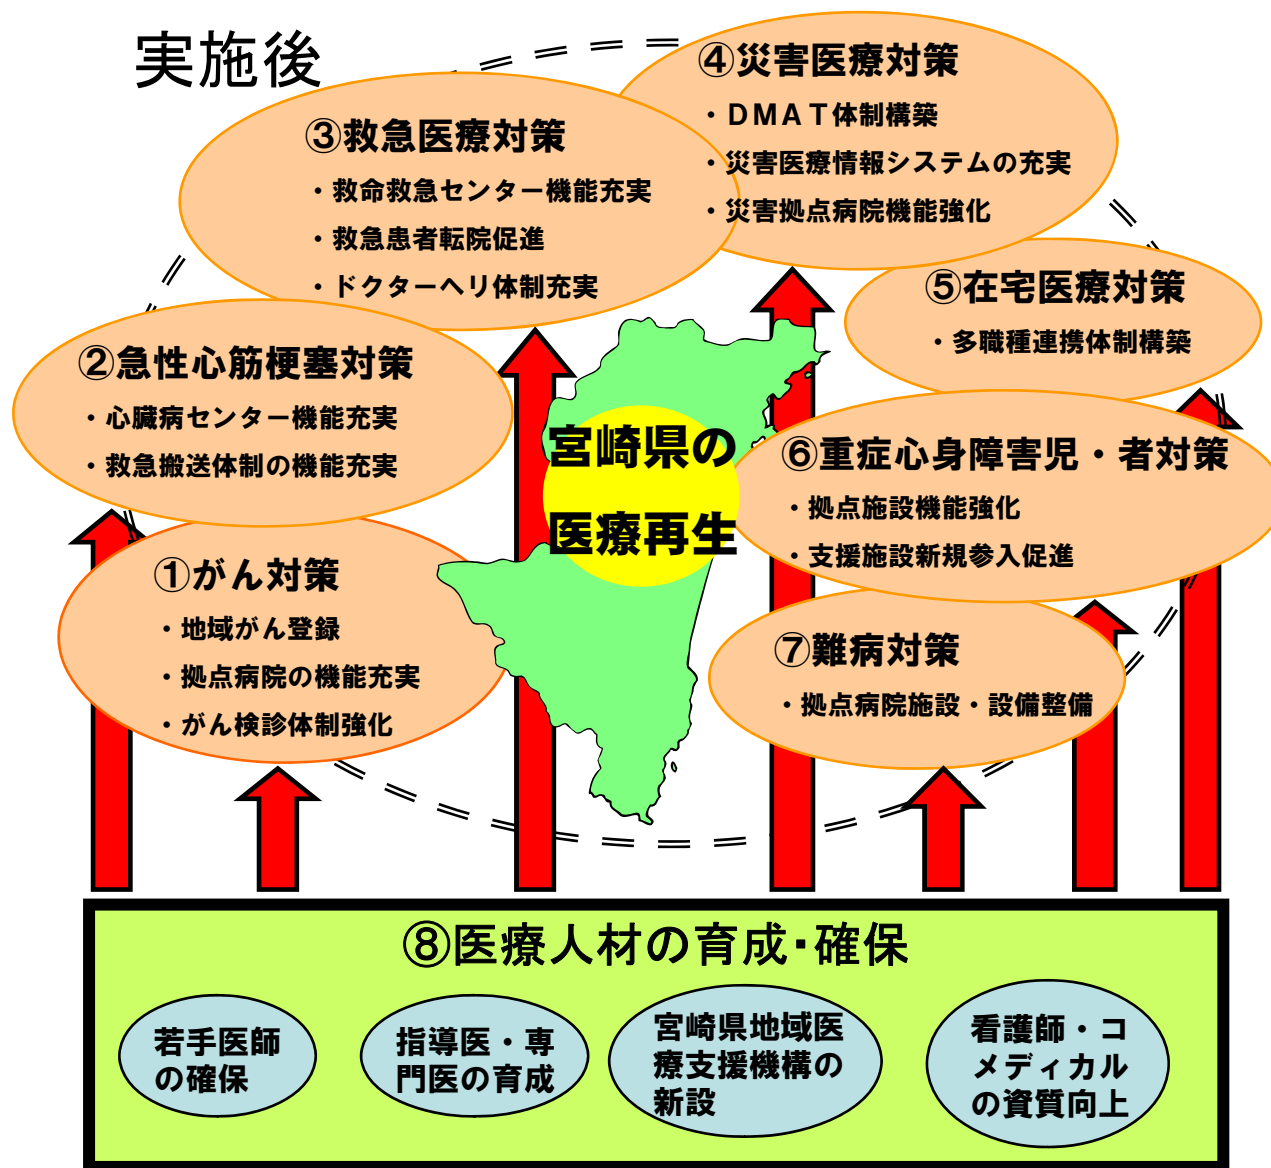 実施後
④災害医療対策
・ＤＭＡＴ体制構築
・災害医療情報システムの充実
・災害拠点病院機能強化
③救急医療対策
・救命救急センター機能充実
・救急患者転院促進
・ドクターヘリ体制充実
⑤在宅医療対策
・多職種連携体制構築
②急性心筋梗塞対策
・心臓病センター機能充実
・救急搬送体制の機能充実
宮崎県の
医療再生
⑥重症心身障害児・者対策
・拠点施設機能強化
・支援施設新規参入促進
①がん対策
・地域がん登録
・拠点病院の機能充実
・がん検診体制強化
⑦難病対策
・拠点病院施設・設備整備
⑧医療人材の育成・確保
若手医師
の確保
指導医・専
門医の育成
宮崎県地域医
療支援機構の
新設
看護師・コ
メディカル
の資質向上